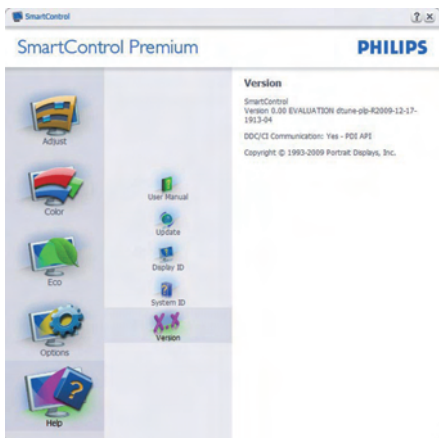 SmartControl
SmartControl Premium
PHILIPS
Adjust
Color
Eco
Options
Help
User Manual
Update
Display ID
System ID
Version
Version
SmartControl
Version 0.00 EVALUATION dtune-plp-R2009-12-17-
1913-04
DDC/CI Communication: Yes - PDI API
Copyright © 1993-2009 Portrait Displays, Inc.